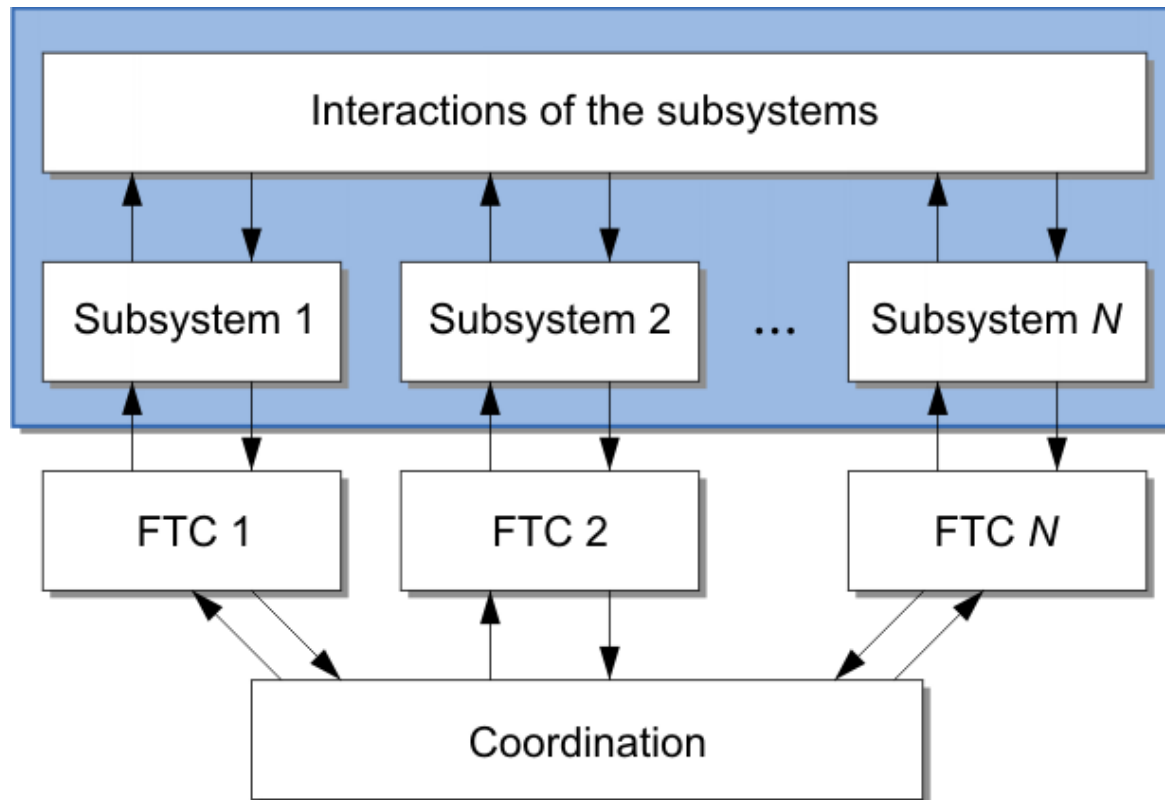 Interactions of the subsystems
Subsystem 1
Subsystem 2
...
Subsystem N
FTC 1
FTC 2
FTC N
Coordination